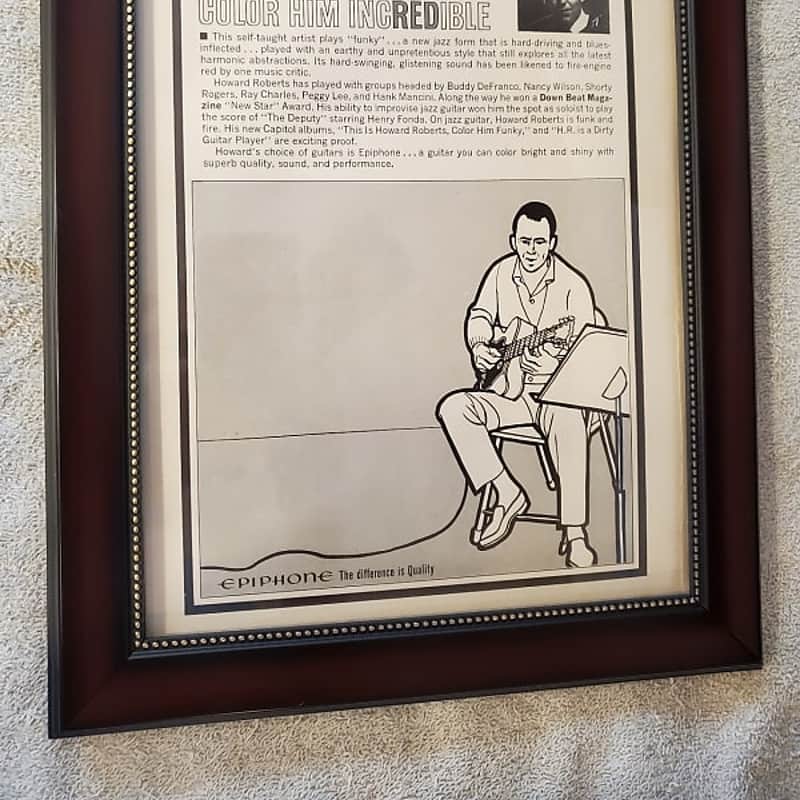 COLOR HIM INCREDIBLE
■ This self-taught artist plays "funky"...a new jazz form that is hard-driving and blues-
inflected...played with an earthy and unpretentious style that still explores all the latest
harmonic abstractions. Its hard-swinging, glistening sound has been likened to fire-engine
red by one music critic.
Howard Roberts has played with groups headed by Buddy DeFranco, Nancy Wilson, Shorty
Rogers, Ray Charles, Peggy Lee, and Hank Mancini. Along the way he won a Down Beat Maga-
zine "New Star" Award. His ability to improvise jazz guitar won him the spot as soloist to play
the score of "The Deputy" starring Henry Fonda. On jazz guitar, Howard Roberts is funk and
fire. His new Capitol albums, "This Is Howard Roberts, Color Him Funky," and "H.R. is a Dirty
Guitar Player" are exciting proof.
Howard's choice of guitars is Epiphone...a guitar you can color bright and shiny with
superb quality, sound, and performance.
EPIPHONE The difference is Quality